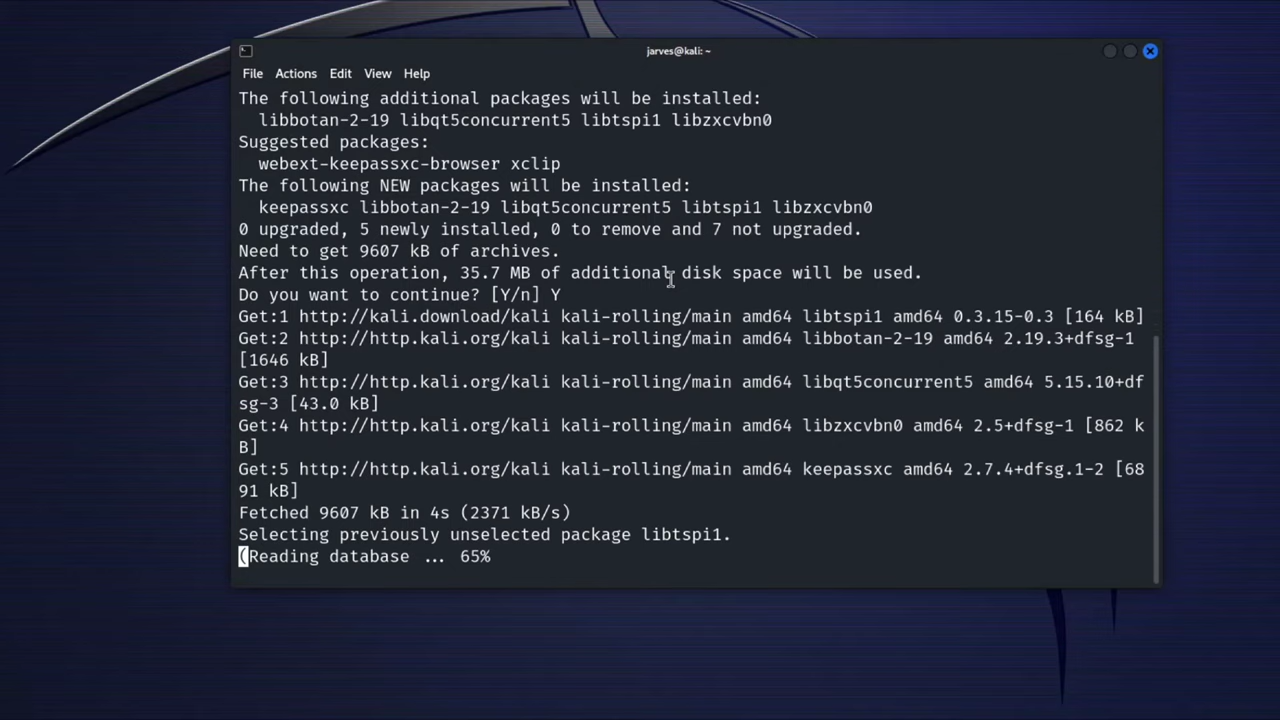 jarves@kali: ~
File Actions Edit View Help
The following additional packages will be installed:
libbotan-2-19 libqt5concurrent5 libtspi1 libzxcvbn0
Suggested packages:
webext-keepassxc-browser xclip
The following NEW packages will be installed:
keepassxc libbotan-2-19 libqt5concurrent5 libtspi1 libzxcvbn0
0 upgraded, 5 newly installed, 0 to remove and 7 not upgraded.
Need to get 9607 kB of archives.
After this operation, 35.7 MB of additional disk space will be used.
Do you want to continue? [Y/n] Y
Get:1 http://kali.download/kali kali-rolling/main amd64 libtspi1 amd64 0.3.15-0.3 [164 kB]
Get:2 http://http.kali.org/kali kali-rolling/main amd64 libbotan-2-19 amd64 2.19.3+dfsg-1
[1646 kB]
Get:3 http://http.kali.org/kali kali-rolling/main amd64 libqt5concurrent5 amd64 5.15.10+df
sg-3 [43.0 kB]
Get:4 http://http.kali.org/kali kali-rolling/main amd64 libzxcvbn0 amd64 2.5+dfsg-1 [862 k
B]
Get:5 http://http.kali.org/kali kali-rolling/main amd64 keepassxc amd64 2.7.4+dfsg.1-2 [68
91 kB]
Fetched 9607 kB in 4s (2371 kB/s)
Selecting previously unselected package libtspi1.
(Reading database ... 65%